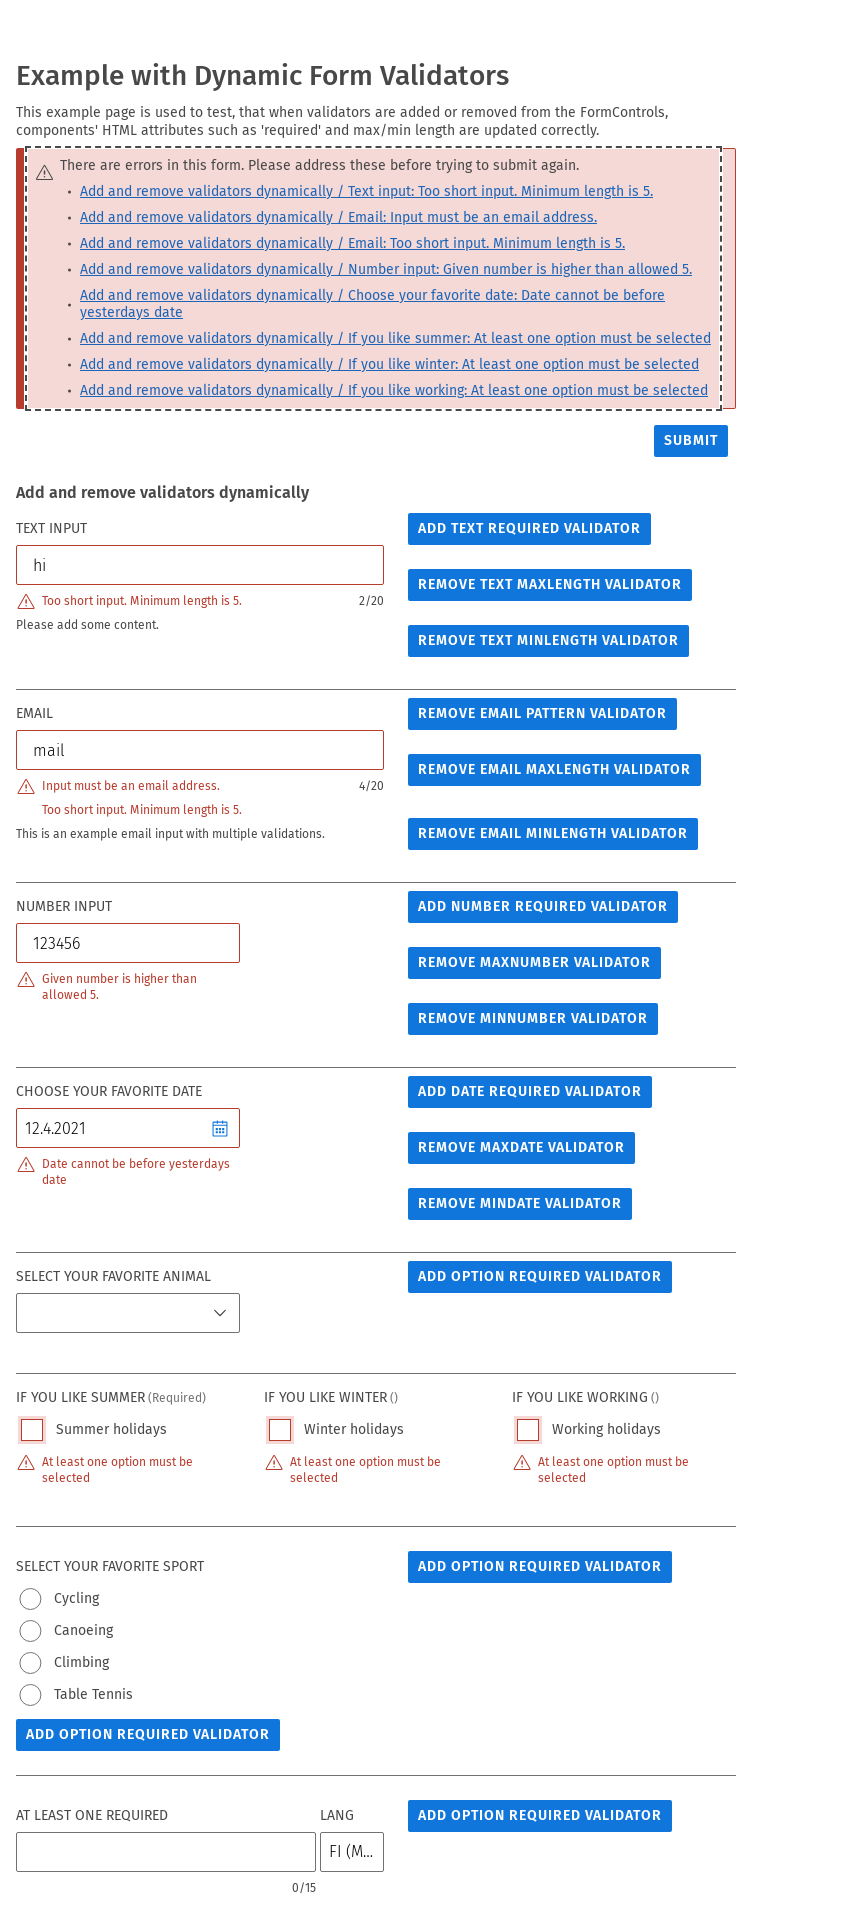 Example with Dynamic Form Validators
This example page is used to test, that when validators are added or removed from the FormControls,
components' HTML attributes such as 'required' and max/min length are updated correctly.
There are errors in this form. Please address these before trying to submit again.
Add and remove validators dynamically / Text input: Too short input. Minimum length is 5.
Add and remove validators dynamically / Email: Input must be an email address.
Add and remove validators dynamically / Email: Too short input. Minimum length is 5.
Add and remove validators dynamically / Number input: Given number is higher than allowed 5.
Add and remove validators dynamically / Choose your favorite date: Date cannot be before
yesterdays date
Add and remove validators dynamically / If you like summer: At least one option must be selected
Add and remove validators dynamically / If you like winter: At least one option must be selected
Add and remove validators dynamically / If you like working: At least one option must be selected
SUBMIT
Add and remove validators dynamically
TEXT INPUT
ADD TEXT REQUIRED VALIDATOR
hi
REMOVE TEXT MAXLENGTH VALIDATOR
Too short input. Minimum length is 5. 2/20
Please add some content.
REMOVE TEXT MINLENGTH VALIDATOR
EMAIL
REMOVE EMAIL PATTERN VALIDATOR
mail
REMOVE EMAIL MAXLENGTH VALIDATOR
Input must be an email address. 4/20
Too short input. Minimum length is 5.
This is an example email input with multiple validations.
REMOVE EMAIL MINLENGTH VALIDATOR
NUMBER INPUT
ADD NUMBER REQUIRED VALIDATOR
123456
REMOVE MAXNUMBER VALIDATOR
Given number is higher than
allowed 5.
REMOVE MINNUMBER VALIDATOR
CHOOSE YOUR FAVORITE DATE
ADD DATE REQUIRED VALIDATOR
12.4.2021
REMOVE MAXDATE VALIDATOR
Date cannot be before yesterdays
date
REMOVE MINDATE VALIDATOR
SELECT YOUR FAVORITE ANIMAL
ADD OPTION REQUIRED VALIDATOR
IF YOU LIKE SUMMER (Required)
IF YOU LIKE WINTER ()
IF YOU LIKE WORKING ()
Summer holidays
Winter holidays
Working holidays
At least one option must be
selected
At least one option must be
selected
At least one option must be
selected
SELECT YOUR FAVORITE SPORT
ADD OPTION REQUIRED VALIDATOR
Cycling
Canoeing
Climbing
Table Tennis
ADD OPTION REQUIRED VALIDATOR
AT LEAST ONE REQUIRED
LANG
ADD OPTION REQUIRED VALIDATOR
FI (M...
0/15